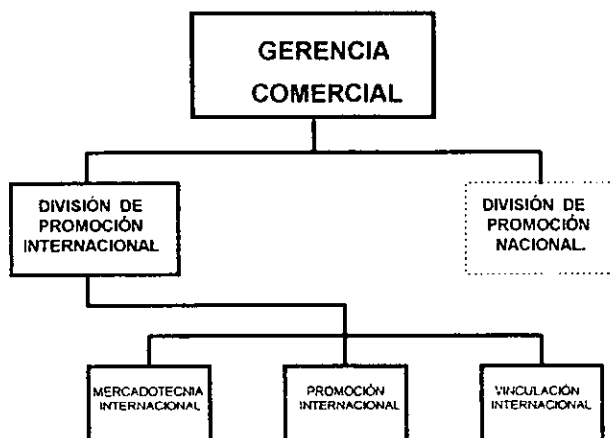 GERENCIA
COMERCIAL
DIVISIÓN DE
PROMOCIÓN
INTERNACIONAL
DIVISIÓN DE
PROMOCIÓN
NACIONAL.
MERCADOTECNIA
INTERNACIONAL
PROMOCIÓN
INTERNACIONAL
VINCULACIÓN
INTERNACIONAL